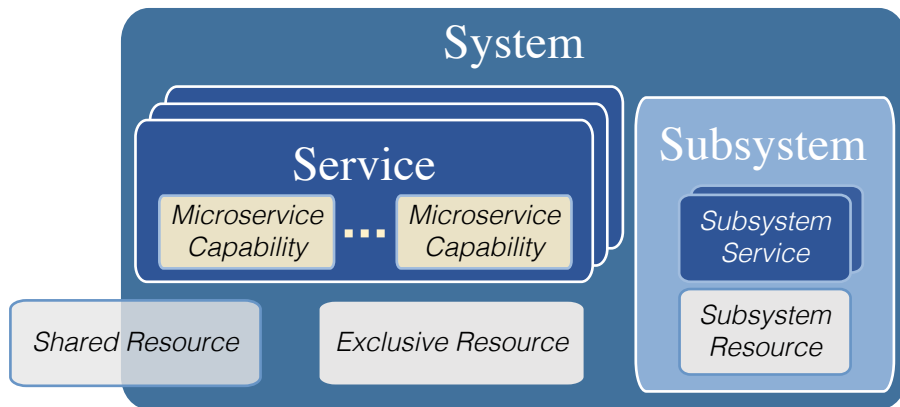 System
Service
Subsystem
Microservice
Capability
...
Microservice
Capability
Subsystem
Service
Shared Resource
Exclusive Resource
Subsystem
Resource